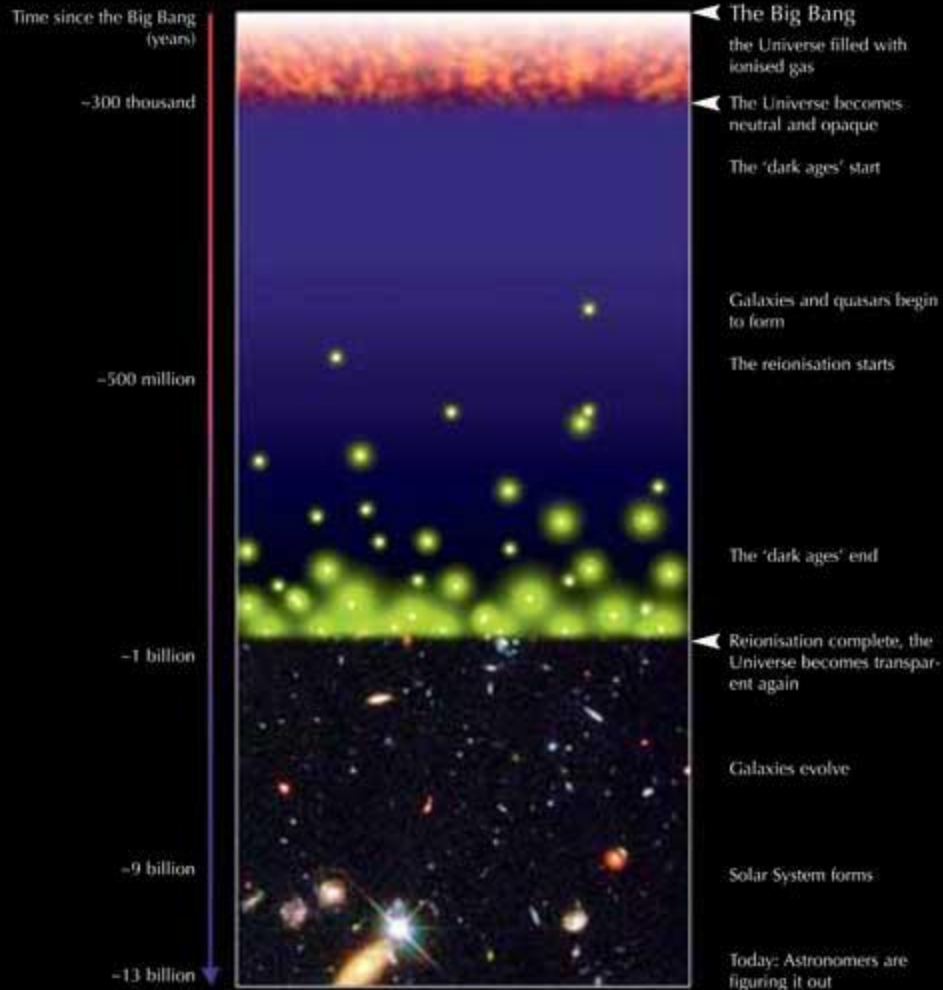 Time since the Big Bang
(years)
~300 thousand
~500 million
~1 billion
~9 billion
~13 billion
The Big Bang
the Universe filled with
ionised gas
The Universe becomes
neutral and opaque
The ‘dark ages’ start
Galaxies and quasars begin
to form
The reionisation starts
The ‘dark ages’ end
Reionisation complete, the
Universe becomes transpar-
ent again
Galaxies evolve
Solar System forms
Today: Astronomers are
figuring it out